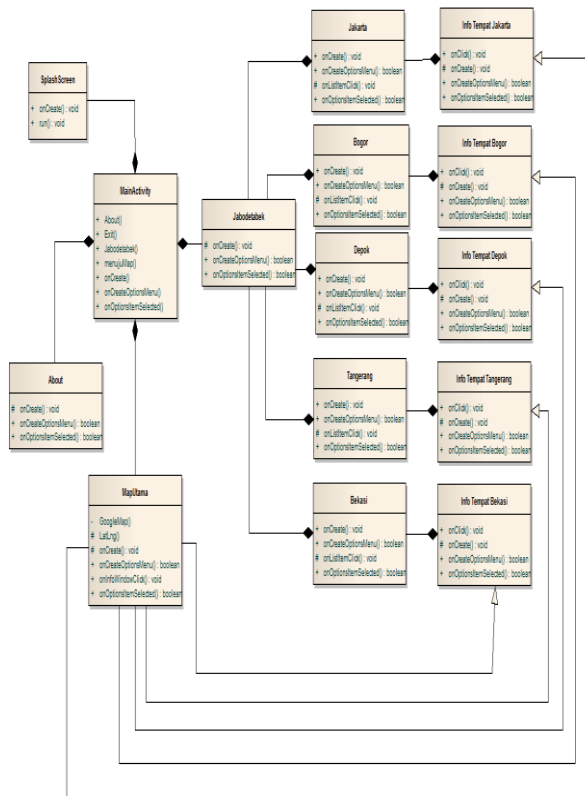 SplashScreen
+ onCreate() : void
+ run() : void
MainActivity
+ About()
+ Exit()
+ Jabodetabek()
+ menujuMap()
+ onCreate()
+ onCreateOptionsMenu()
+ onOptionsItemSelected()
About
# onCreate() : void
+ onCreateOptionsMenu() : boolean
+ onOptionsItemSelected() : boolean
MapUtama
- GoogleMap()
# LatLng()
# onCreate() : void
+ onCreateOptionsMenu() : boolean
+ onInfoWindowClick() : void
+ onOptionsItemSelected() : boolean
Jabodetabek
# onCreate() : void
+ onCreateOptionsMenu() : boolean
+ onOptionsItemSelected() : boolean
Jakarta
+ onCreate() : void
+ onCreateOptionsMenu() : boolean
# onListItemClick() : void
+ onOptionsItemSelected() : boolean
Info Tempat Jakarta
+ onClick() : void
# onCreate() : void
+ onCreateOptionsMenu() : boolean
+ onOptionsItemSelected() : boolean
Bogor
+ onCreate() : void
+ onCreateOptionsMenu() : boolean
# onListItemClick() : void
+ onOptionsItemSelected() : boolean
Info Tempat Bogor
+ onClick() : void
# onCreate() : void
+ onCreateOptionsMenu() : boolean
+ onOptionsItemSelected() : boolean
Depok
+ onCreate() : void
+ onCreateOptionsMenu() : boolean
# onListItemClick() : void
+ onOptionsItemSelected() : boolean
Info Tempat Depok
+ onClick() : void
# onCreate() : void
+ onCreateOptionsMenu() : boolean
+ onOptionsItemSelected() : boolean
Tangerang
+ onCreate() : void
+ onCreateOptionsMenu() : boolean
# onListItemClick() : void
+ onOptionsItemSelected() : boolean
Info Tempat Tangerang
+ onClick() : void
# onCreate() : void
+ onCreateOptionsMenu() : boolean
+ onOptionsItemSelected() : boolean
Bekasi
+ onCreate() : void
+ onCreateOptionsMenu() : boolean
# onListItemClick() : void
+ onOptionsItemSelected() : boolean
Info Tempat Bekasi
+ onClick() : void
# onCreate() : void
+ onCreateOptionsMenu() : boolean
+ onOptionsItemSelected() : boolean